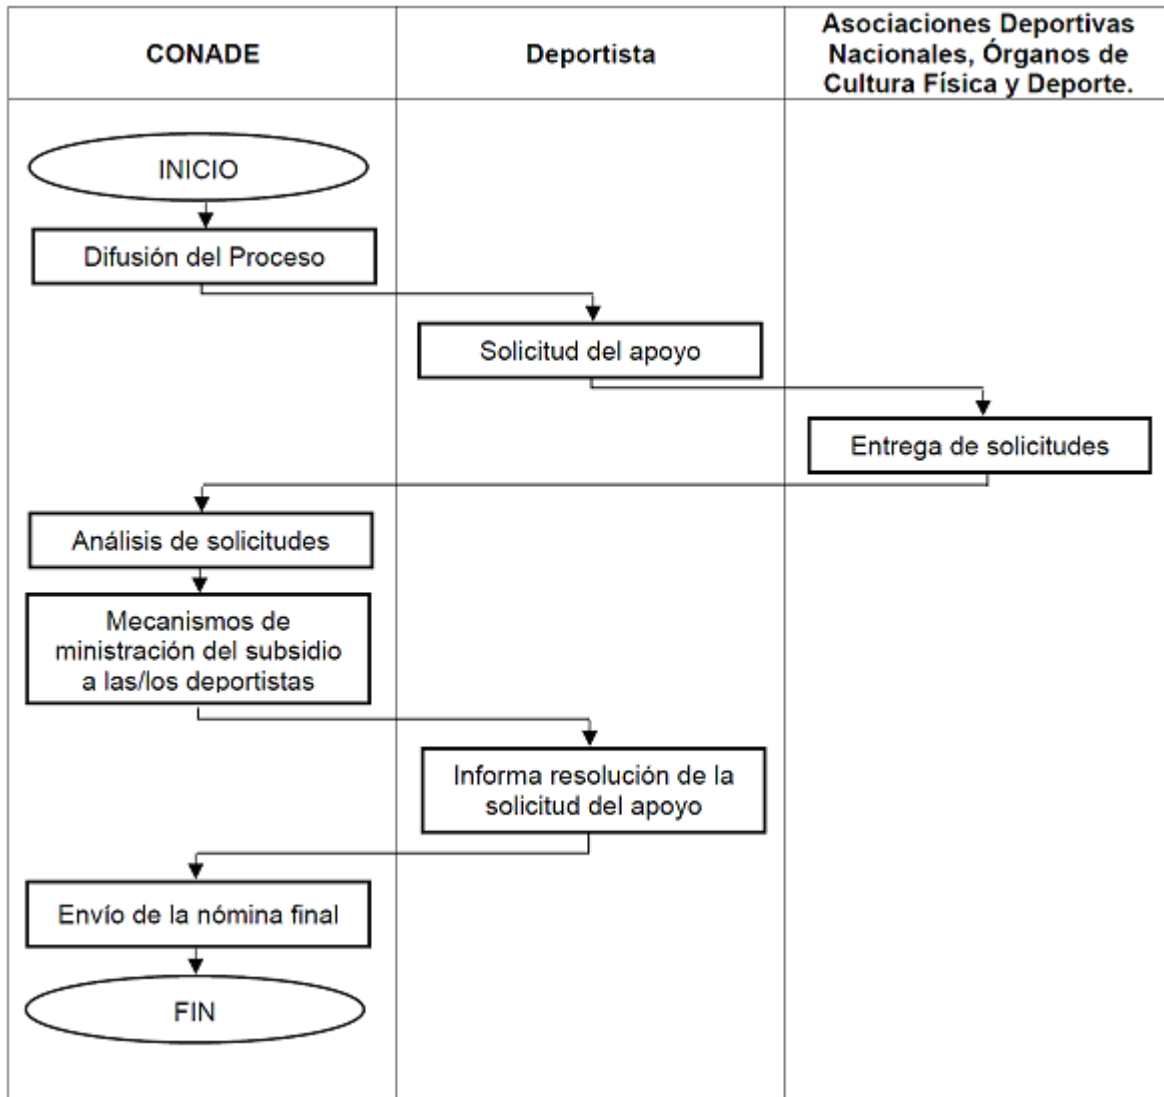 CONADE
Deportista
Asociaciones Deportivas
Nacionales, Órganos de
Cultura Física y Deporte.
INICIO
Difusión del Proceso
Solicitud del apoyo
Entrega de solicitudes
Análisis de solicitudes
Mecanismos de
ministración del subsidio
a las/los deportistas
Informa resolución de la
solicitud del apoyo
Envío de la nómina final
FIN